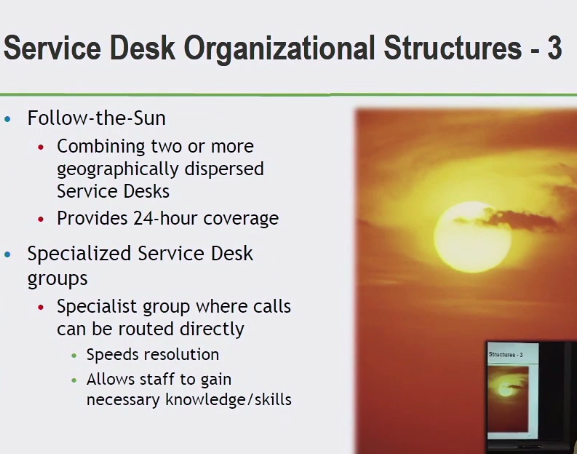 Service Desk Organizational Structures - 3
• Follow-the-Sun
• Combining two or more
geographically dispersed
Service Desks
• Provides 24-hour coverage
• Specialized Service Desk
groups
• Specialist group where calls
can be routed directly
• Speeds resolution
• Allows staff to gain
necessary knowledge/skills
Structures - 3